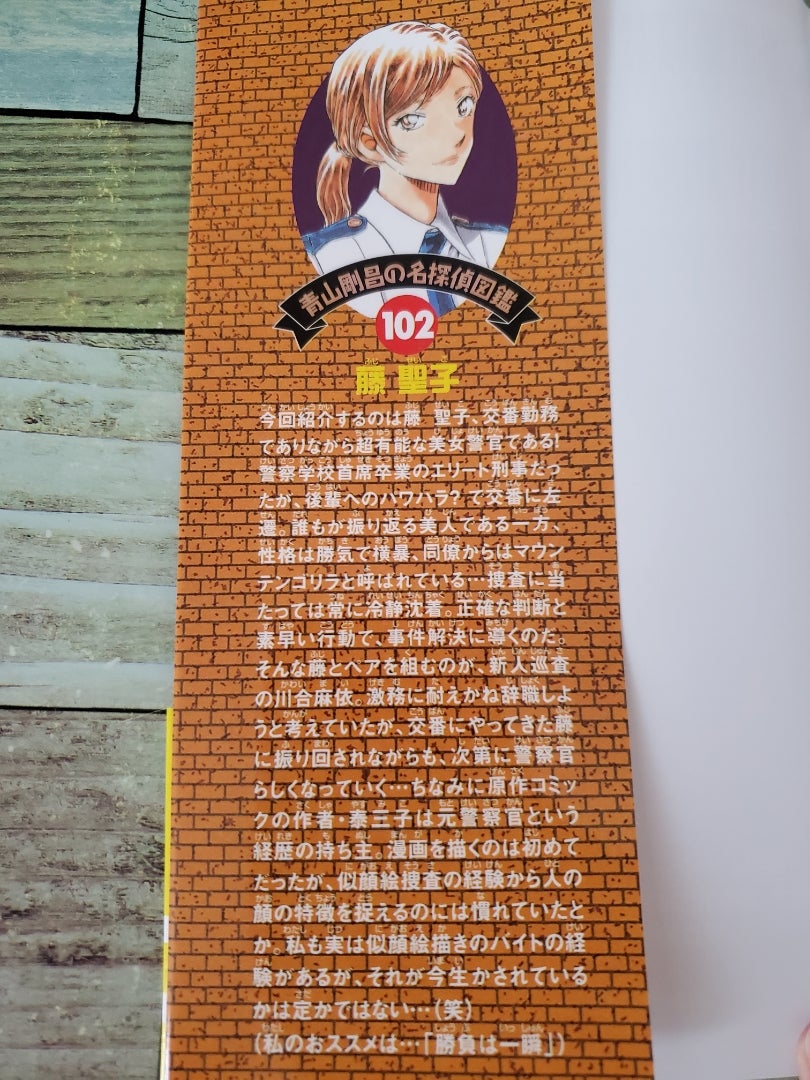 青山剛昌の名探偵図鑑
102
藤 聖子
今回紹介するのは藤 聖子、交番勤務
でありながら超有能な美女警官である!
警察学校首席卒業のエリート刑事だっ
たが、後輩へのパワハラ?で交番に左
遷。誰もが振り返る美人である一方、
性格は勝気で横暴、同僚からはマウン
テンゴリラと呼ばれている…捜査に当
たっては常に冷静沈着。正確な判断と
素早い行動で、事件解決に導くのだ。
そんな藤とペアを組むのが、新人巡査
の川合麻依。激務に耐えかね辞職しよ
うと考えていたが、交番にやってきた藤
に振り回されながらも、次第に警察官
らしくなっていく…ちなみに原作コミッ
クの作者・泰三子は元警察官という
経歴の持ち主。漫画を描くのは初めて
だったが、似顔絵捜査の経験から人の
顔の特徴を捉えるのには慣れていたと
か。私も実は似顔絵描きのバイトの経
験があるが、それが今生かされている
かは定かではない…(笑)
(私のおススメは…「勝負は一瞬」)